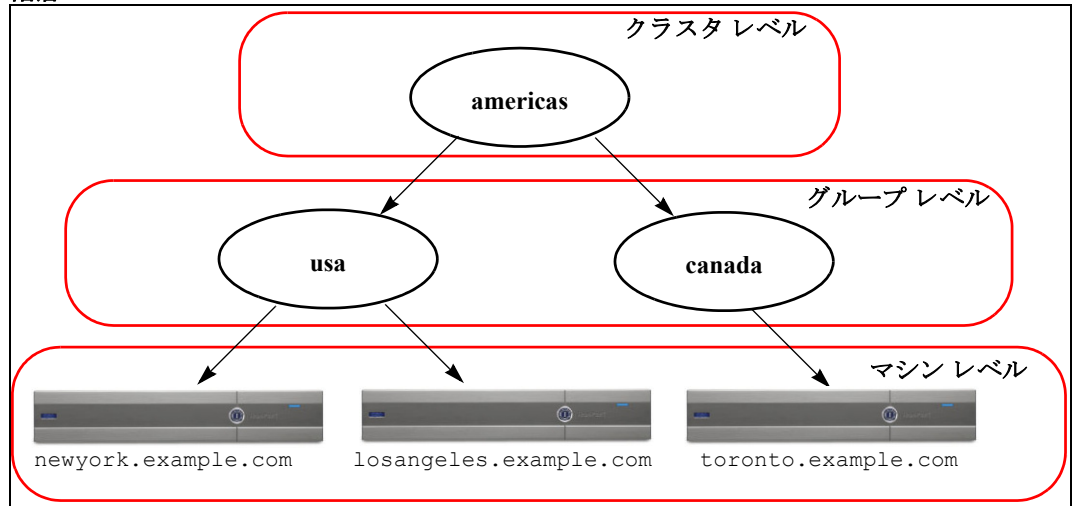 クラスタ レベル
americas
グループ レベル
usa
canada
マシン レベル
newyork.example.com
losangeles.example.com
toronto.example.com